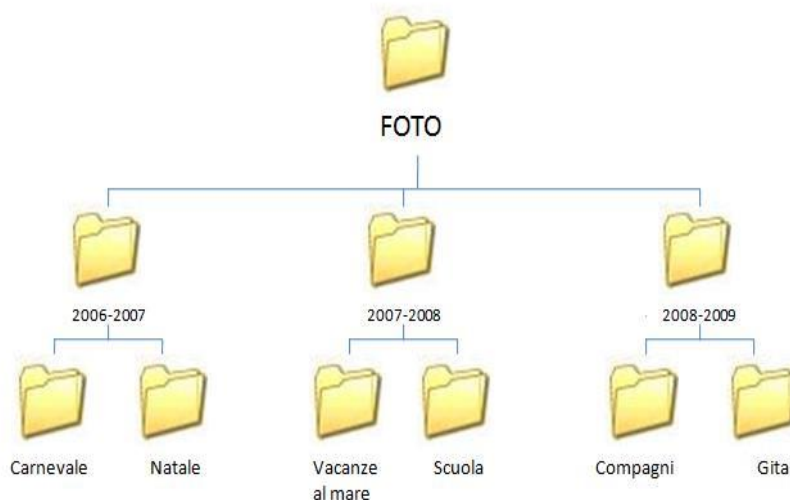 FOTO
2006-2007
2007-2008
2008-2009
Carnevale
Natale
Vacanze
al mare
Scuola
Compagni
Gita